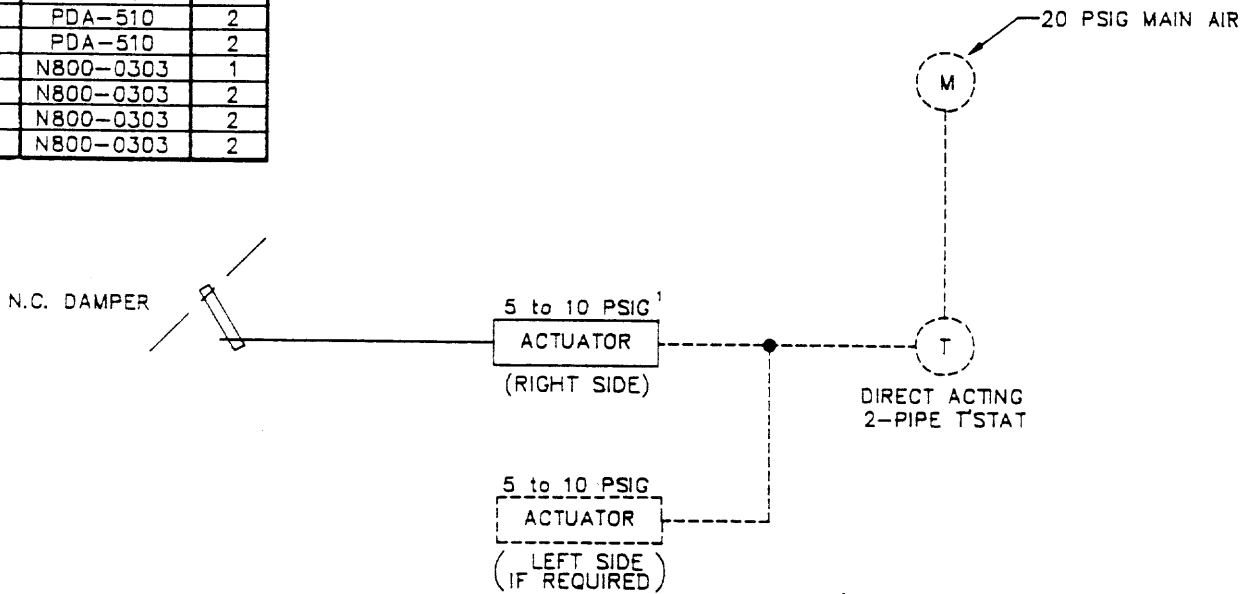 PDA-510 2
PDA-510 2
N800-0303 1
N800-0303 2
N800-0303 2
N800-0303 2
20 PSIG MAIN AIR
M
N.C. DAMPER
5 to 10 PSIG 1
ACTUATOR
(RIGHT SIDE)
T
DIRECT ACTING
2-PIPE T'STAT
5 to 10 PSIG
ACTUATOR
(LEFT SIDE
IF REQUIRED)